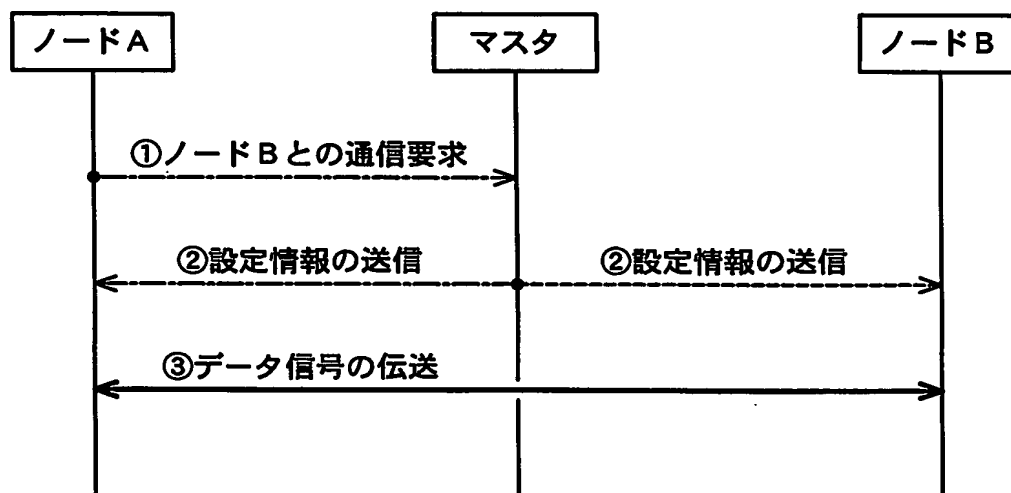 ノードA
マスタ
ノードB
①ノードBとの通信要求
②設定情報の送信
②設定情報の送信
③データ信号の伝送